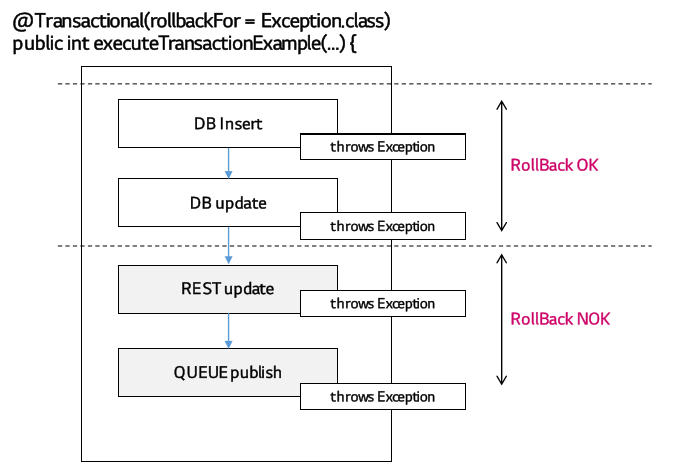 @Transactional(rollbackFor = Exception.class)
public int executeTransactionExample(...) {
DB Insert
throws Exception
RollBack OK
DB update
throws Exception
REST update
throws Exception
RollBack NOK
QUEUE publish
throws Exception